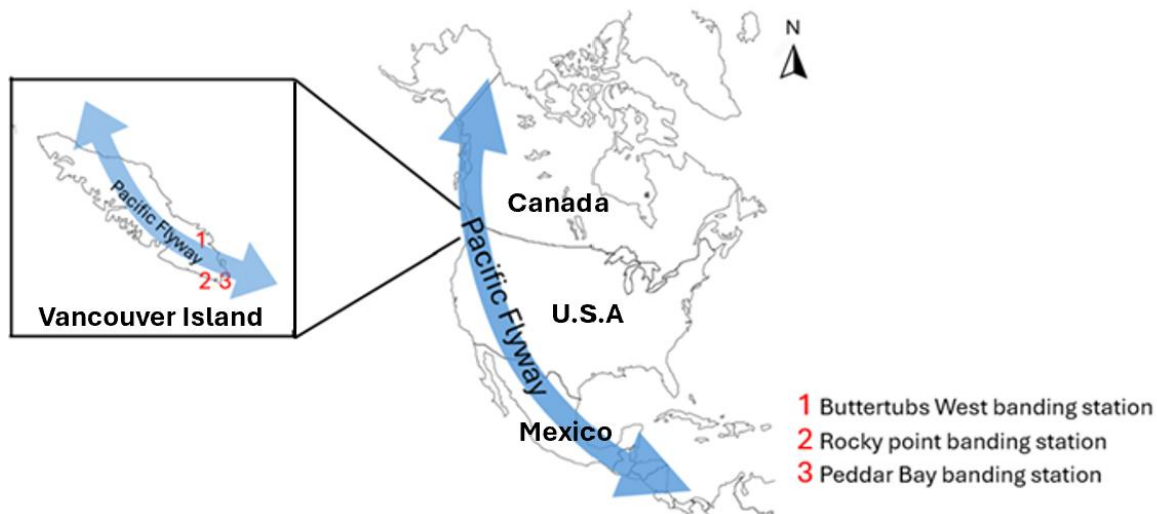 N
Pacific Flyway
1
2 3
Vancouver Island
Canada
Pacific Flyway
U.S.A
Mexico
1 Buttertubs West banding station
2 Rocky point banding station
3 Peddar Bay banding station